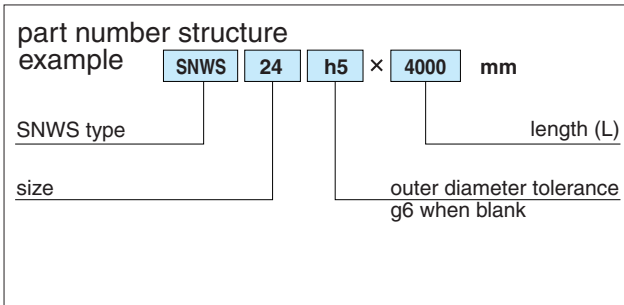 part number structure
example SNWS 24 h5 × 4000 mm
SNWS type
length (L)
size
outer diameter tolerance
g6 when blank